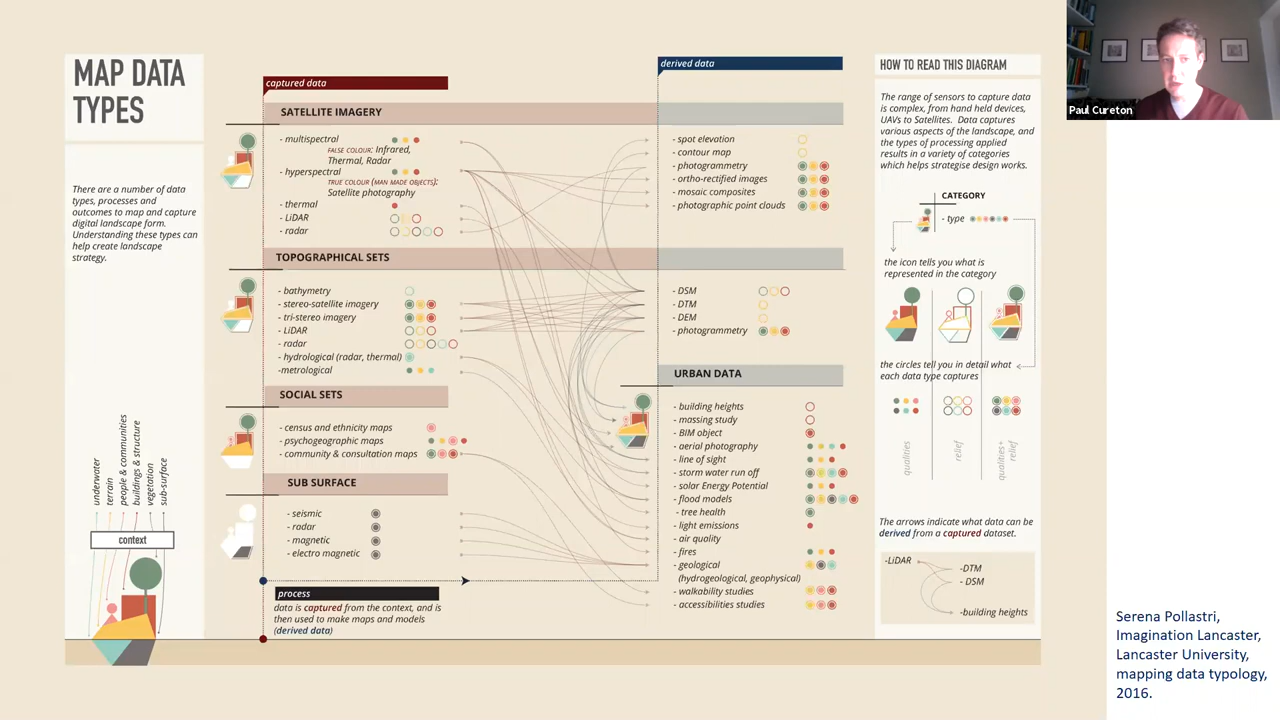 MAP DATA
TYPES
There are a number of data
types, processes and
outcomes to map and capture
digital landscape form.
Understanding these types can
help create landscape
strategy.
underwater
terrain
people & communities
buildings & structure
vegetation
sub-surface
context
captured data
SATELLITE IMAGERY
- multispectral
FALSE COLOUR: Infrared,
Thermal, Radar
- hyperspectral
TRUE COLOUR (MAN MADE OBJECTS):
Satellite photography
- thermal
- LiDAR
- radar
TOPOGRAPHICAL SETS
- bathymetry
- stereo-satellite imagery
- tri-stereo imagery
- LiDAR
- radar
- hydrological (radar, thermal)
-metrological
SOCIAL SETS
- census and ethnicity maps
- psychogeographic maps
- community & consultation maps
SUB SURFACE
- seismic
- radar
- magnetic
- electro magnetic
process
data is captured from the context, and is
then used to make maps and models
(derived data)
derived data
- spot elevation
- contour map
- photogrammetry
- ortho-rectified images
- mosaic composites
- photographic point clouds
- DSM
- DTM
- DEM
- photogrammetry
URBAN DATA
- building heights
- massing study
- BIM object
- aerial photography
- line of sight
- storm water run off
- solar Energy Potential
- flood models
- tree health
- light emissions
- air quality
- fires
- geological
(hydrogeological, geophysical)
- walkability studies
- accessibilities studies
HOW TO READ THIS DIAGRAM
The range of sensors to capture data
is complex, from hand held devices,
UAVs to Satellites. Data captures
various aspects of the landscape, and
the types of processing applied
results in a variety of categories
which helps strategise design works.
CATEGORY
- type
the icon tells you what is
represented in the category
the circles tell you in detail what
each data type captures
qualities
relief
qualities+
relief
The arrows indicate what data can be
derived from a captured dataset.
-LiDAR
-DTM
- DSM
-building heights
Paul Cureton
Serena Pollastri,
Imagination Lancaster,
Lancaster University,
mapping data typology,
2016.